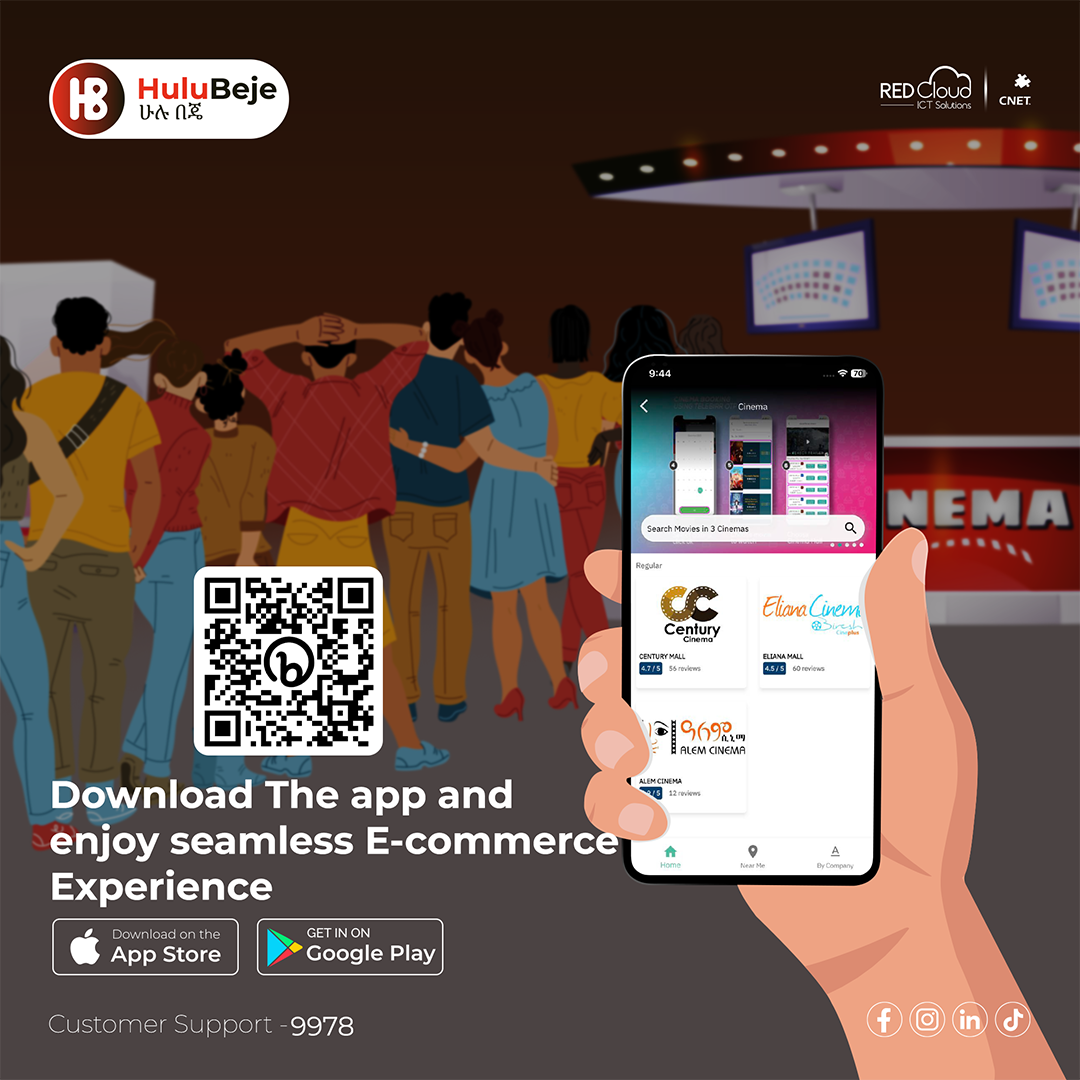 HuluBeje
ሁሉ በጄ
RED Cloud
ICT Solutions
CNET
9:44
70
Cinema
Search Movies in 3 Cinemas
Regular
Century
Cinema
CENTURY MALL
4.7 / 5 56 reviews
Eliana Cinema
Cineplex
ELIANA MALL
4.5 / 5 60 reviews
ዓለም
ሲኒማ
ALEM CINEMA
ALEM CINEMA
12 reviews
Home
Near Me
By Company
NEMA
Download The app and
enjoy seamless E-commerce
Experience
Download on the
App Store
GET IN ON
Google Play
Customer Support - 9978